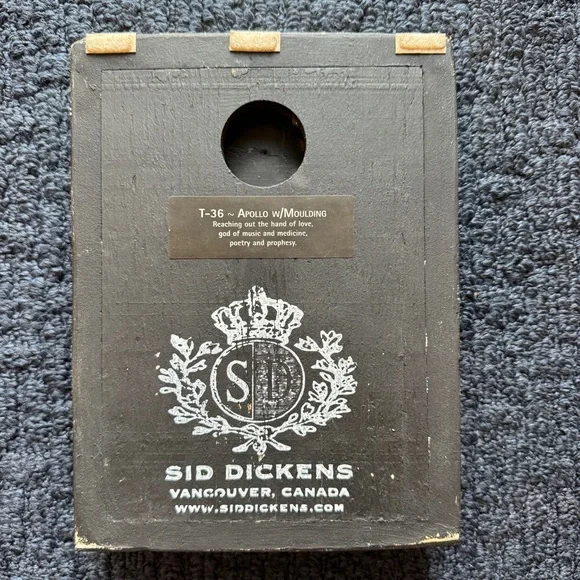 T-36 ~ Apollo w/Moulding
Reaching out the hand of love,
god of music and medicine,
poetry and prophesy.
SD
SID DICKENS
VANCOUVER, CANADA
WWW.SIDDICKENS.COM